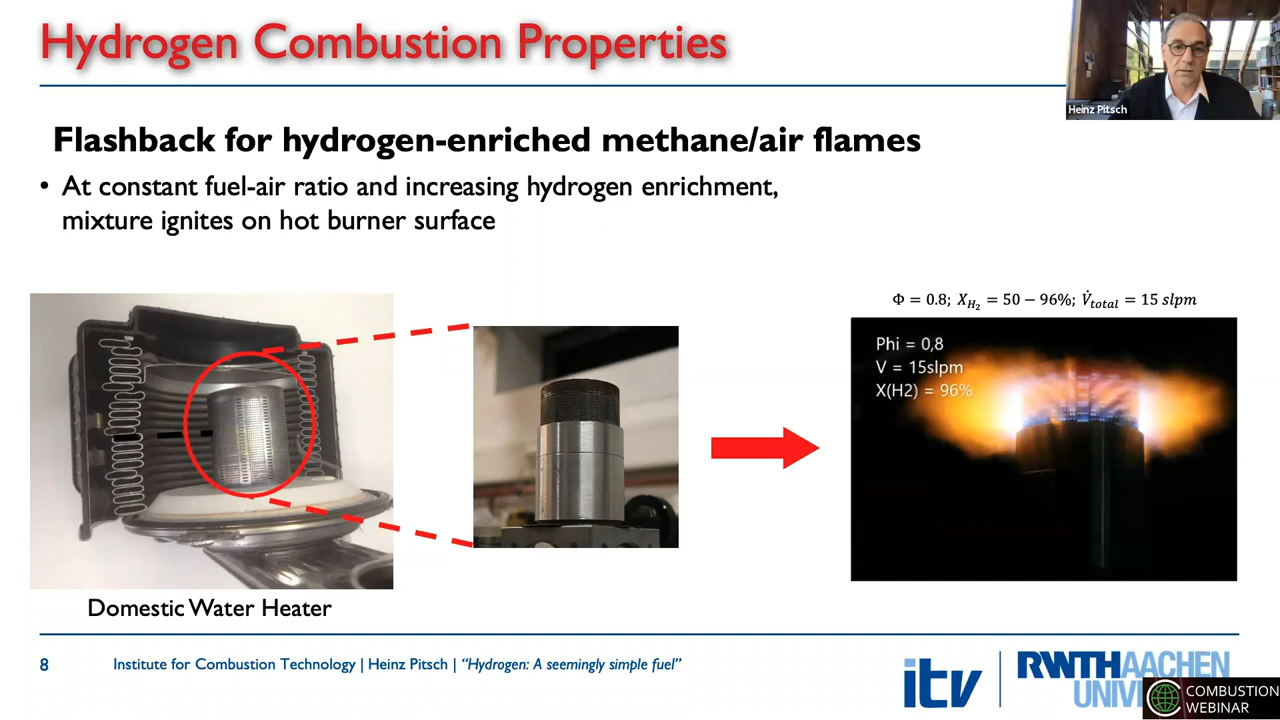 Hydrogen Combustion Properties
Heinz Pitsch
Flashback for hydrogen-enriched methane/air flames
• At constant fuel-air ratio and increasing hydrogen enrichment,
mixture ignites on hot burner surface
Φ = 0.8; X_{H_2} = 50 − 96%; V̇_{total} = 15 slpm
Phi = 0,8
V = 15slpm
X(H2) = 96%
Domestic Water Heater
8
Institute for Combustion Technology | Heinz Pitsch | “Hydrogen: A seemingly simple fuel”
itv
RWTHAACHEN
UNIV
COMBUSTION
WEBINAR